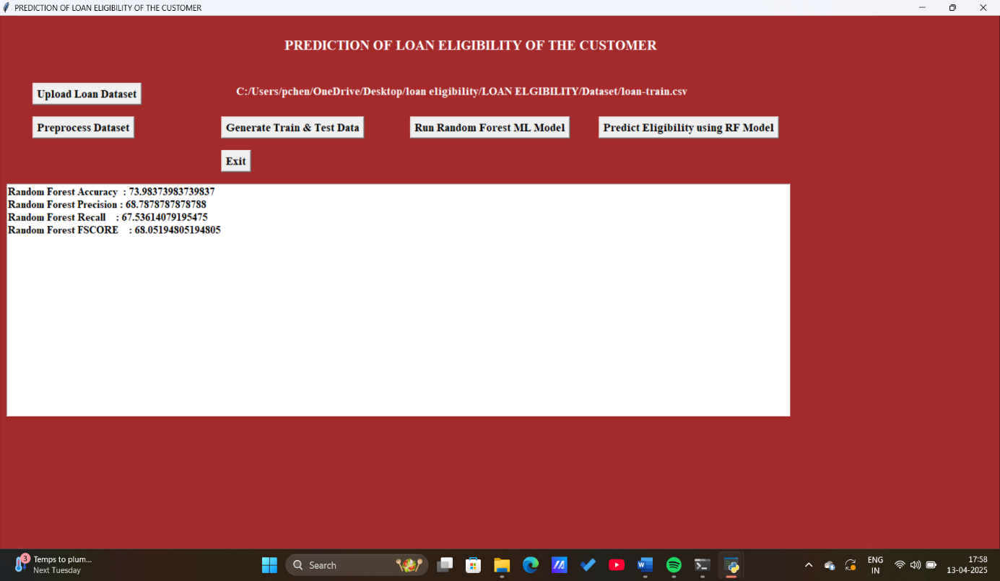 PREDICTION OF LOAN ELIGIBILITY OF THE CUSTOMER
PREDICTION OF LOAN ELIGIBILITY OF THE CUSTOMER
Upload Loan Dataset
C:/Users/pchen/OneDrive/Desktop/loan eligibility/LOAN ELGIBILITY/Dataset/loan-train.csv
Preprocess Dataset
Generate Train & Test Data
Run Random Forest ML Model
Predict Eligibility using RF Model
Exit
Random Forest Accuracy : 73.98373983739837
Random Forest Precision : 68.7878787878788
Random Forest Recall : 67.53614079195475
Random Forest FSCORE : 68.05194805194805
3
Temps to plum...
Next Tuesday
Search
ENG
IN
17:58
13-04-2025